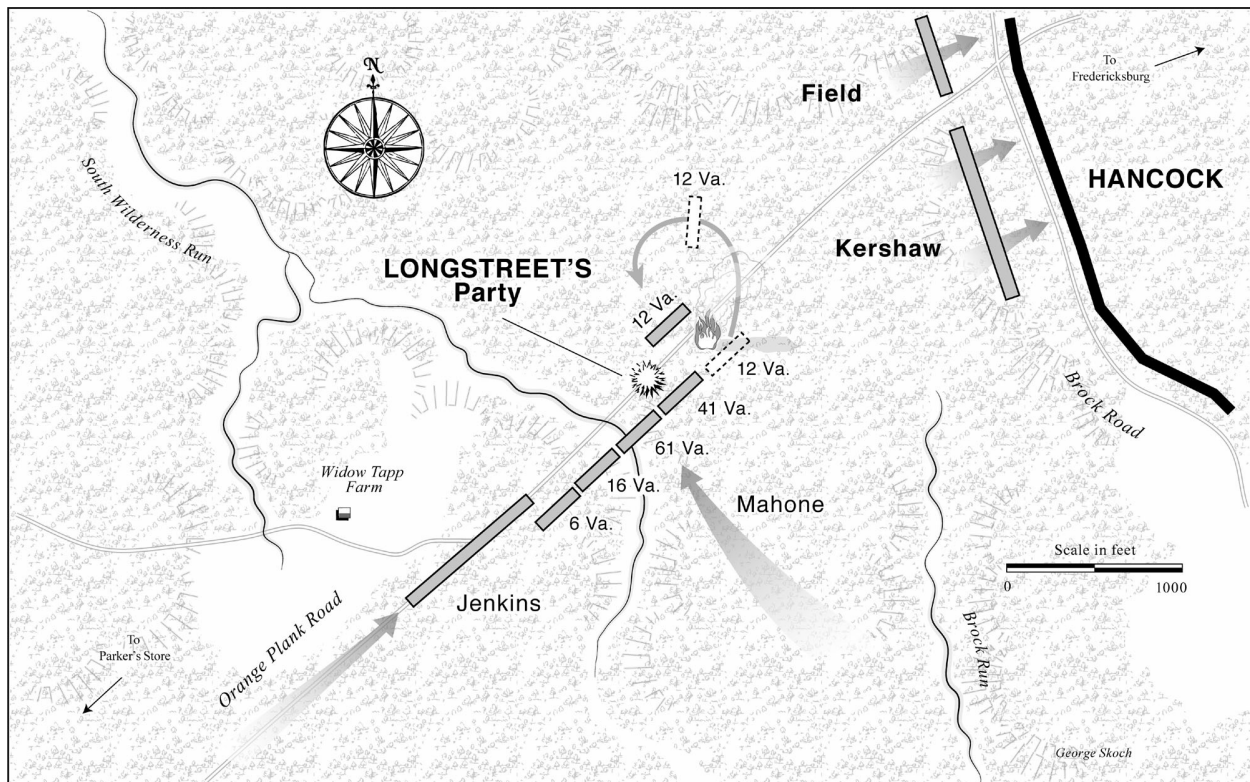 N
To
Fredericksburg
Field
HANCOCK
12 Va.
South Wilderness Run
Kershaw
LONGSTREET'S
Party
12 Va.
12 Va.
41 Va.
Brock Road
61 Va.
Widow Tapp
Farm
16 Va.
Mahone
6 Va.
Scale in feet
0
1000
Jenkins
Orange Plank Road
To
Parker's Store
Brock Run
George Skoch